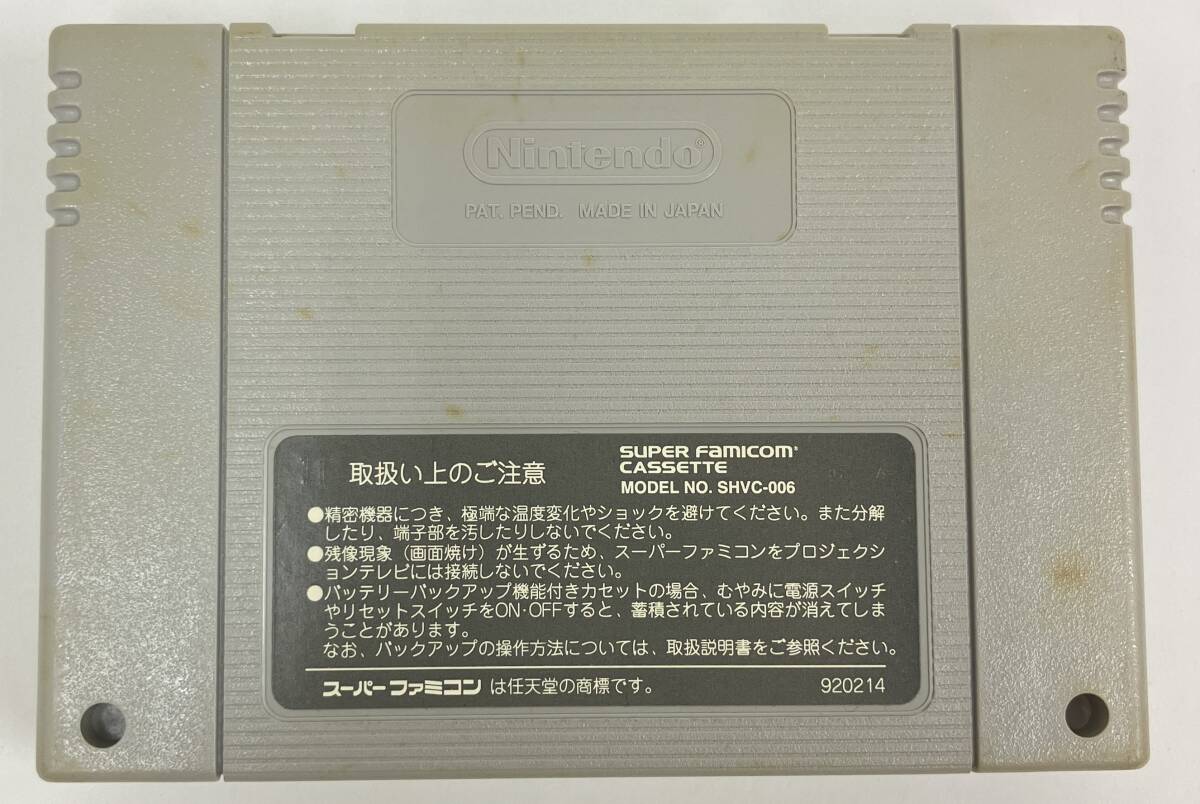 Nintendo®
PAT. PEND. MADE IN JAPAN
取扱い上のご注意
SUPER Famicom®
CASSETTE
MODEL NO. SHVC-006
●精密機器につき、極端な温度変化やショックを避けてください。また分解
したり、端子部を汚したりしないでください。
●残像現象（画面焼け）が生ずるため、スーパーファミコンをプロジェクシ
ョンテレビには接続しないでください。
●バッテリーバックアップ機能付きカセットの場合、むやみに電源スイッチ
やリセットスイッチをON・OFFすると、蓄積されている内容が消えてしま
うことがあります。
なお、バックアップの操作方法については、取扱説明書をご参照ください。
スーパーファミコン は任天堂の商標です。 920214